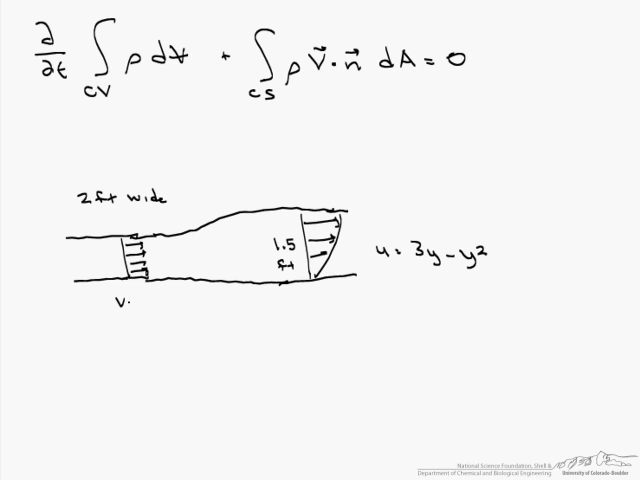 ∂/∂t ∫CV ρ dV + ∫CS ρ V⃗ · n⃗ dA = 0
2 ft wide
1.5
ft
u = 3y - y²
V.
National Science Foundation, Shell &
Department of Chemical and Biological Engineering
University of Colorado-Boulder